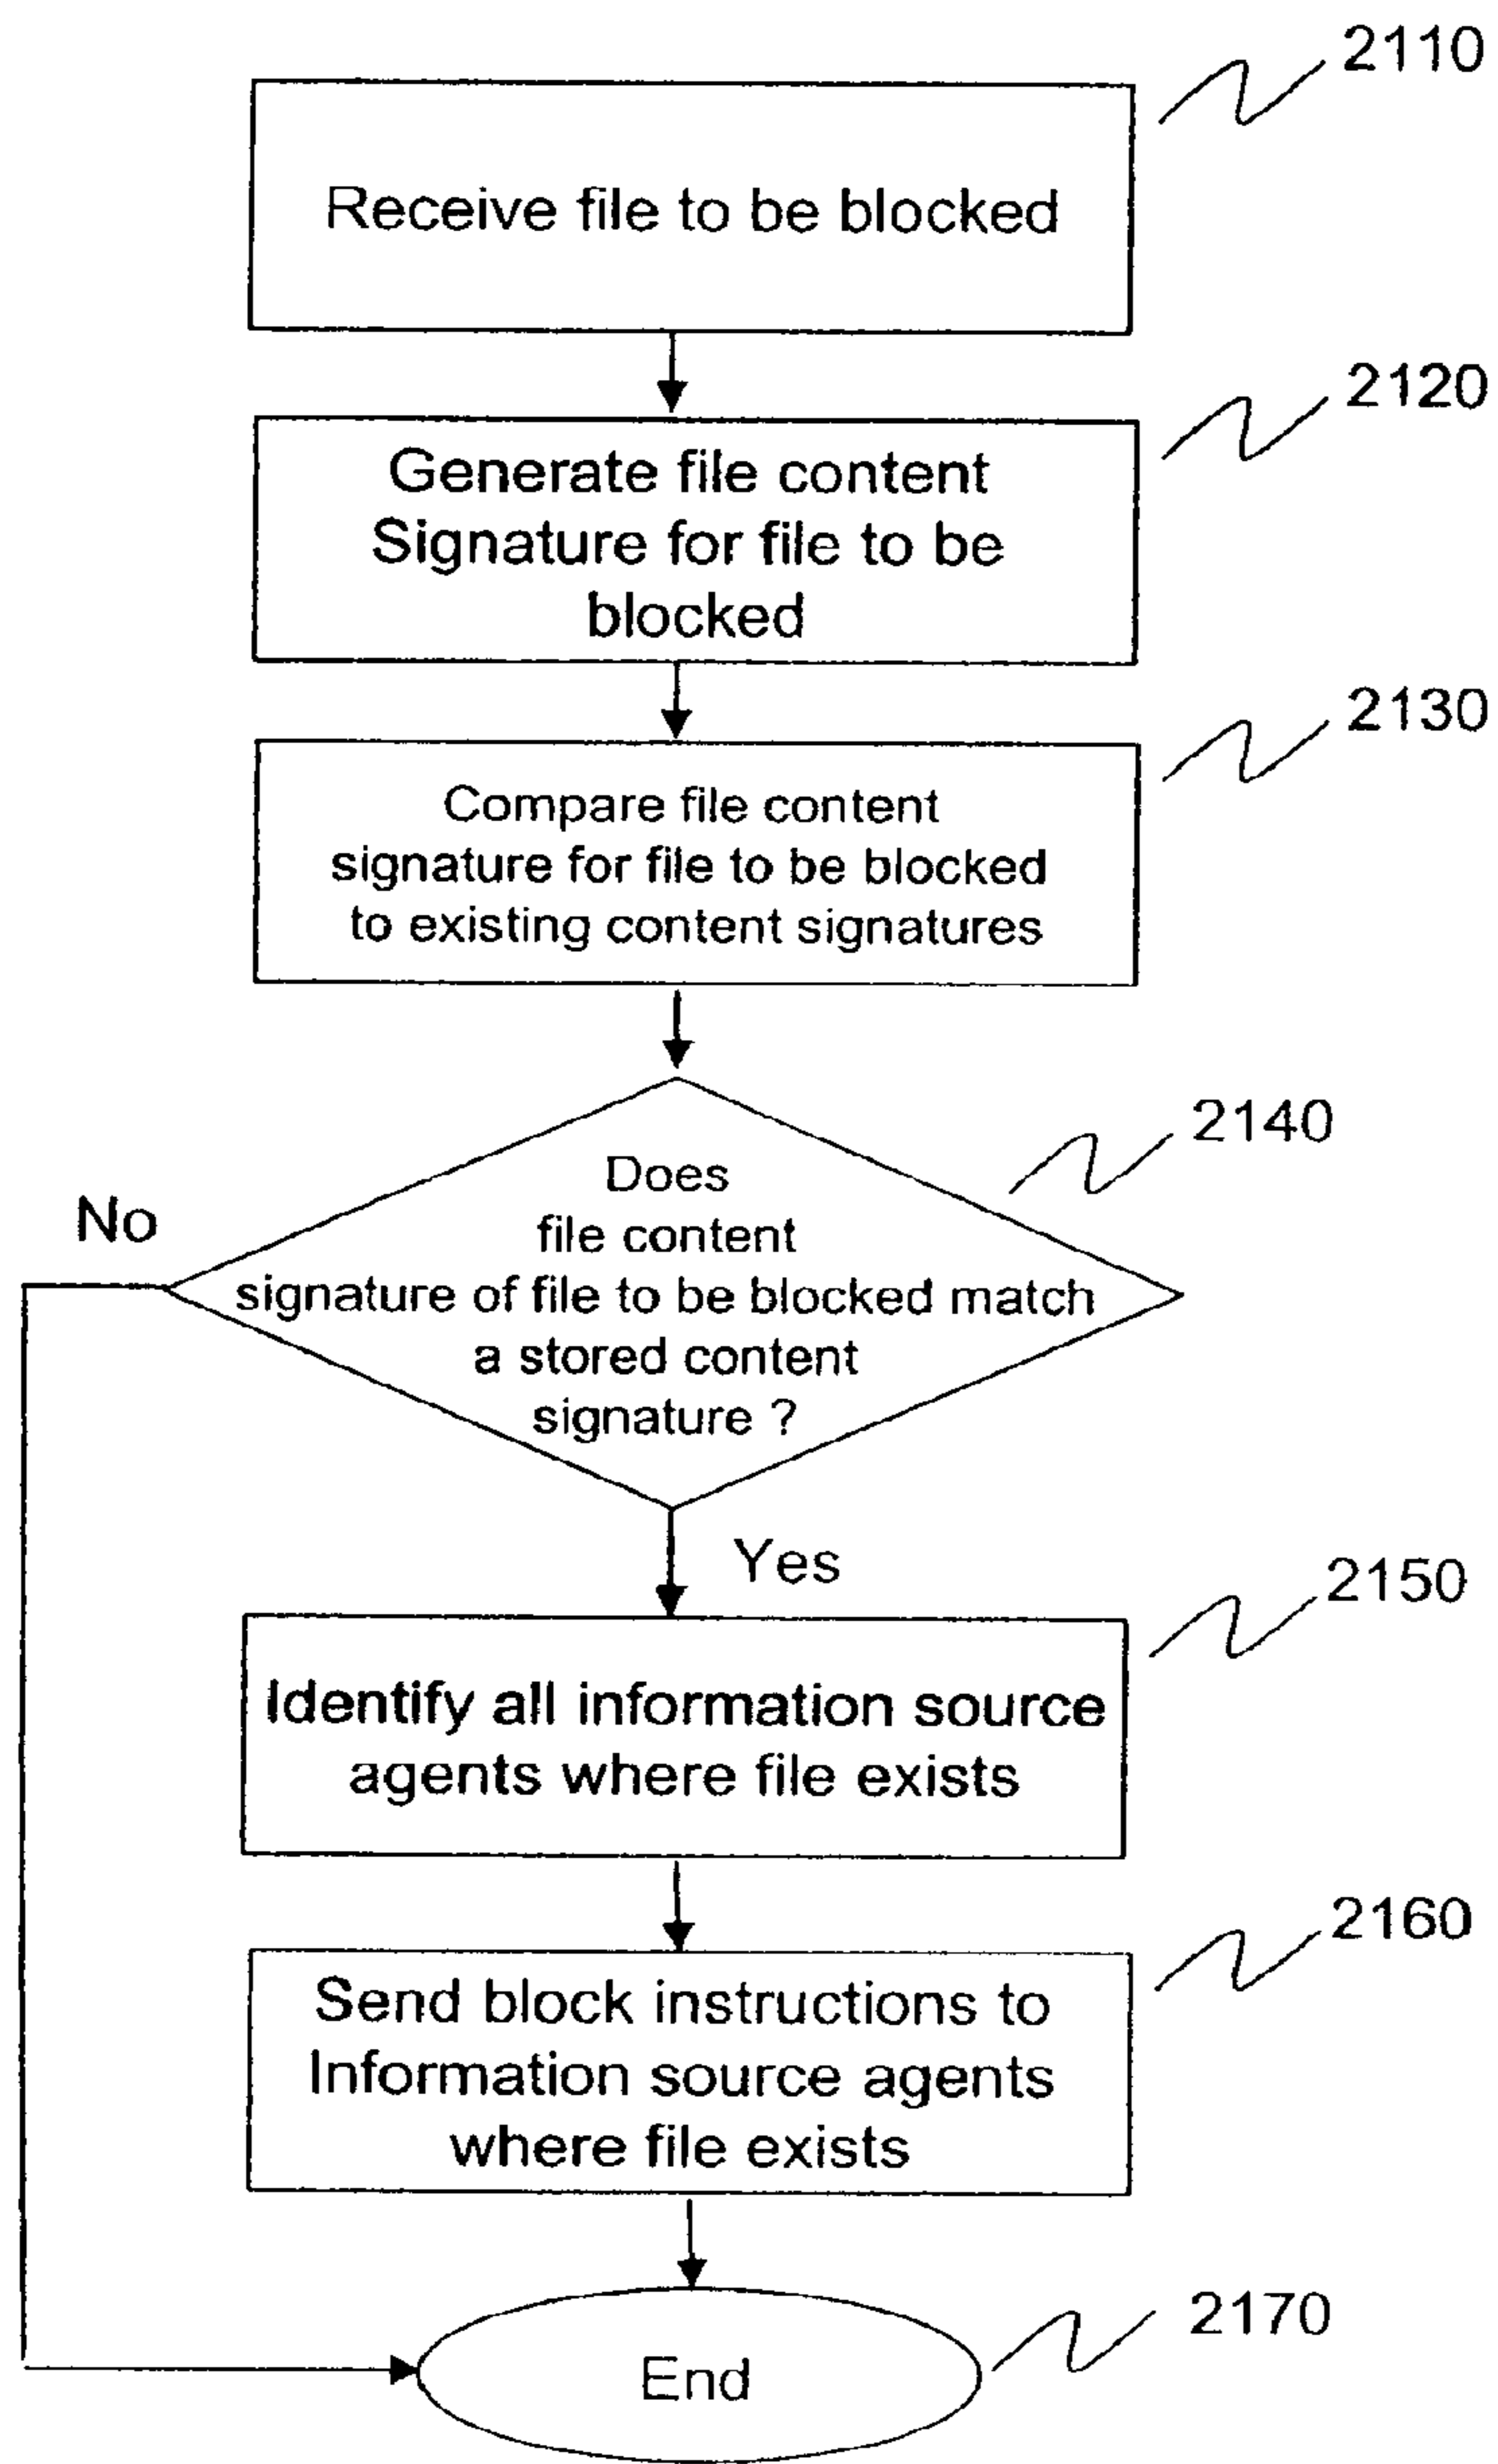 2110
Receive file to be blocked
2120
Generate file content
Signature for file to be
blocked
2130
Compare file content
signature for file to be blocked
to existing content signatures
2140
Does
file content
signature of file to be blocked match
a stored content
signature ?
No
Yes
2150
Identify all information source
agents where file exists
2160
Send block instructions to
Information source agents
where file exists
2170
End